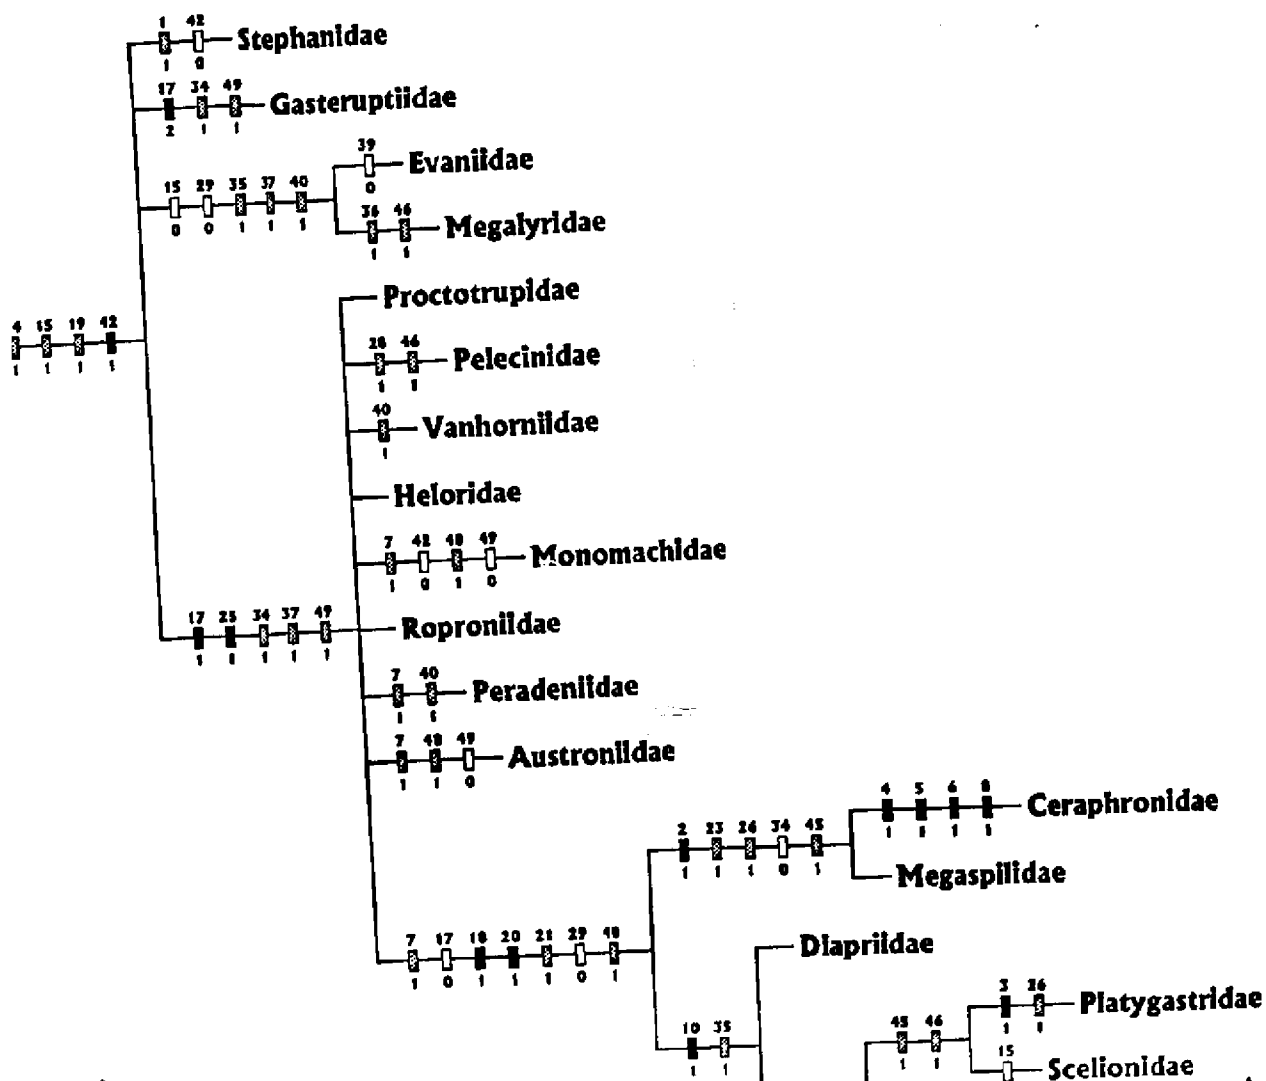 1 42
Stephanidae
1 0
17 34 49
Gasteruptiidae
2 1 1
39
Evaniidae
0
15 29 35 37 40
0 0 1 1 1
36 46
Megalyridae
1 1
Proctotrupidae
4 15 19 42
1 1 1 1
28 46
Pelecinidae
1 1
40
Vanhorniidae
1
Heloridae
7 42 48 49
Monomachidae
1 0 1 0
17 25 34 37 49
Roproniidae
1 1 1 1 1
7 40
Peradeniidae
1 1
7 48 49
Austroniidae
1 1 0
4 5 6 8
Ceraphronidae
1 1 1 1
2 23 26 34 45
1 1 1 0 1
Megaspilidae
7 17 18 20 21 29 48
1 0 1 1 1 0 1
Diapriidae
3 26
Platygastridae
1 1
10 35
1 1
45 46
1 1
15
Scelionidae